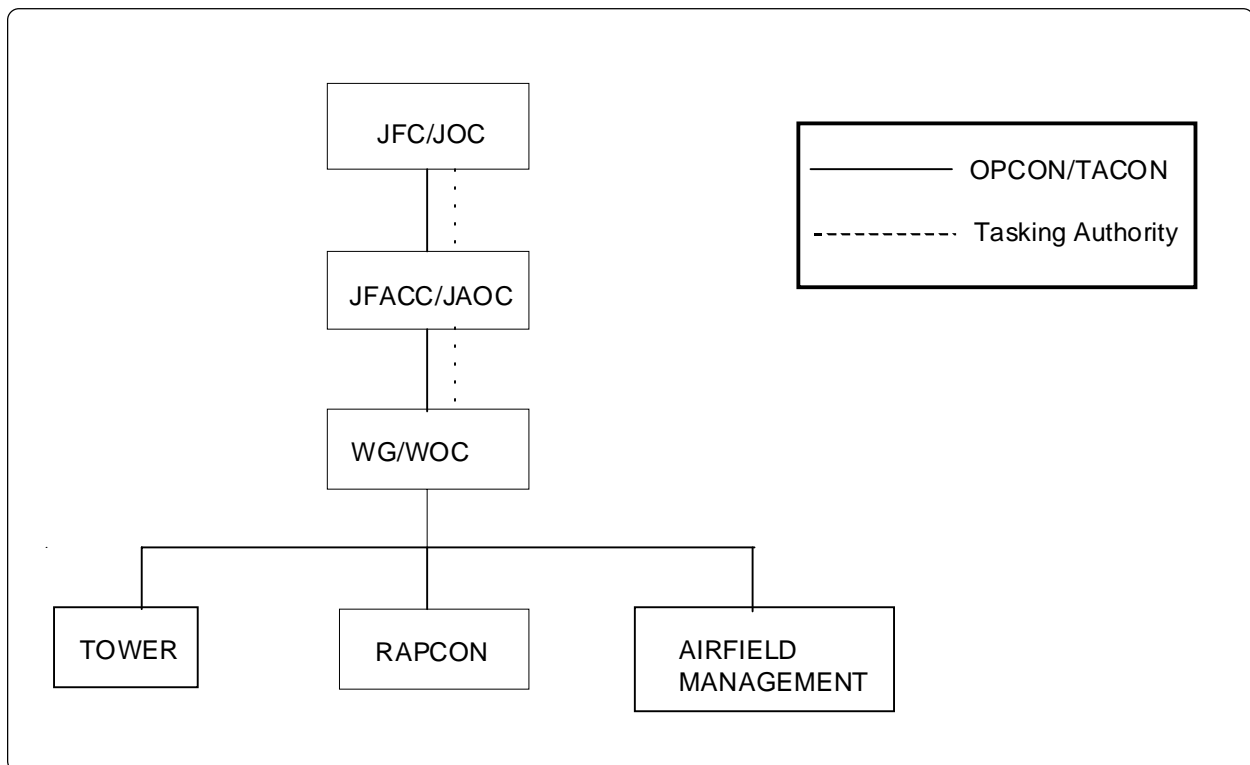 JFC/JOC
OPCON/TACON
Tasking Authority
JFACC/JAOC
WG/WOC
TOWER
RAPCON
AIRFIELD
MANAGEMENT